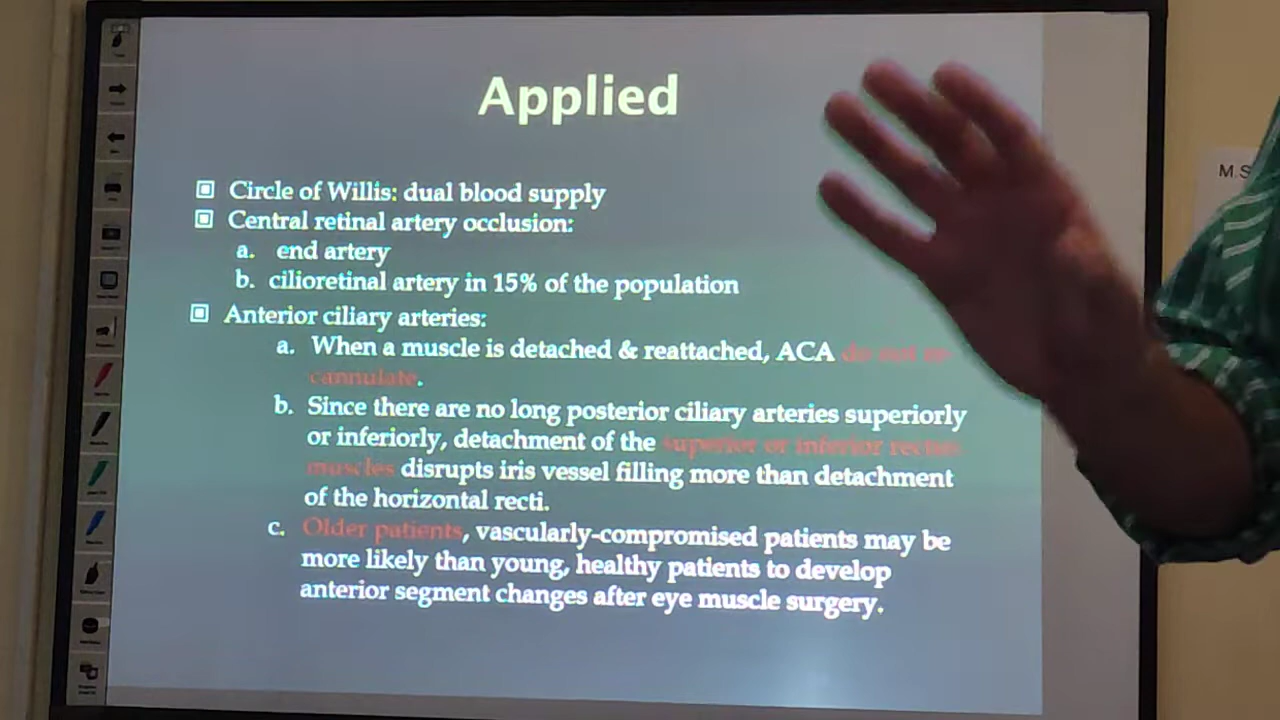 Applied
Circle of Willis: dual blood supply
Central retinal artery occlusion:
a. end artery
b. cilioretinal artery in 15% of the population
Anterior ciliary arteries:
a. When a muscle is detached & reattached, ACA do not re-
cannulate.
b. Since there are no long posterior ciliary arteries superiorly
or inferiorly, detachment of the superior or inferior rectus
muscles disrupts iris vessel filling more than detachment
of the horizontal recti.
c. Older patients, vascularly-compromised patients may be
more likely than young, healthy patients to develop
anterior segment changes after eye muscle surgery.
M.S